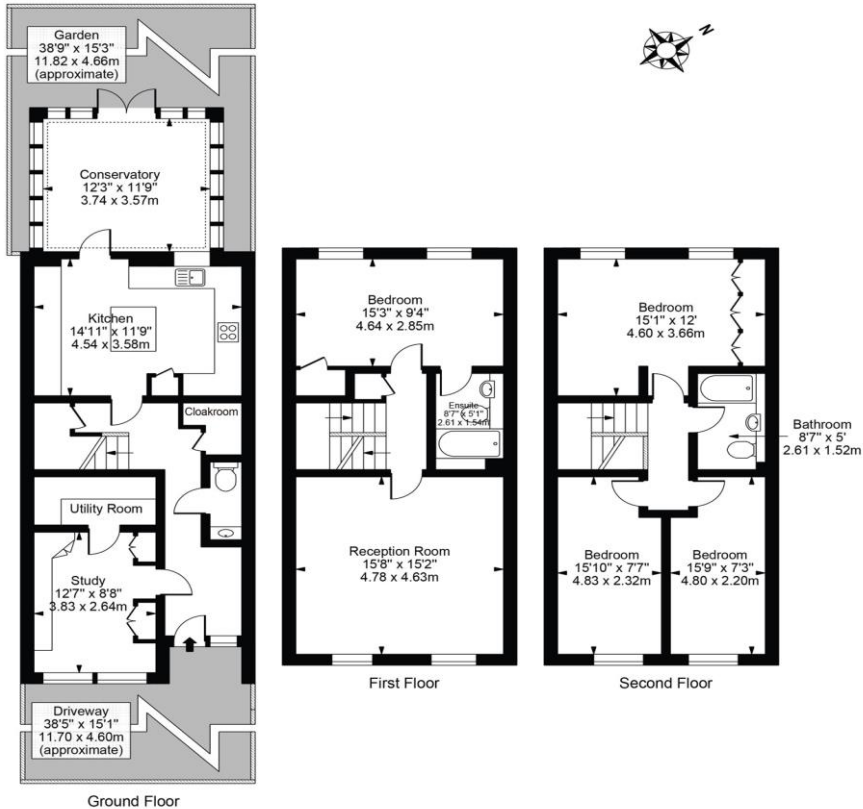 Garden
38'9" x 15'3"
11.82 x 4.66m
(approximate)
N
Conservatory
12'3" x 11'9"
3.74 x 3.57m
Kitchen
14'11" x 11'9"
4.54 x 3.58m
Cloakroom
Utility Room
Study
12'7" x 8'8"
3.83 x 2.64m
Driveway
38'5" x 15'1"
11.70 x 4.60m
(approximate)
Ground Floor
Bedroom
15'3" x 9'4"
4.64 x 2.85m
Ensuite
8'7" x 5'1"
2.61 x 1.54m
Reception Room
15'8" x 15'2"
4.78 x 4.63m
First Floor
Bedroom
15'1" x 12'
4.60 x 3.66m
Bathroom
8'7" x 5'
2.61 x 1.52m
Bedroom
15'10" x 7'7"
4.83 x 2.32m
Bedroom
15'9" x 7'3"
4.80 x 2.20m
Second Floor